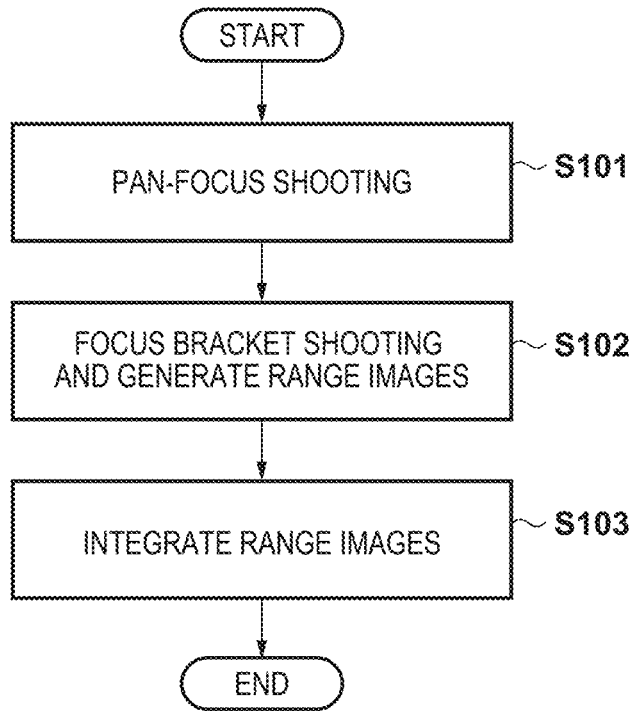 START
PAN-FOCUS SHOOTING
S101
FOCUS BRACKET SHOOTING
AND GENERATE RANGE IMAGES
S102
INTEGRATE RANGE IMAGES
S103
END